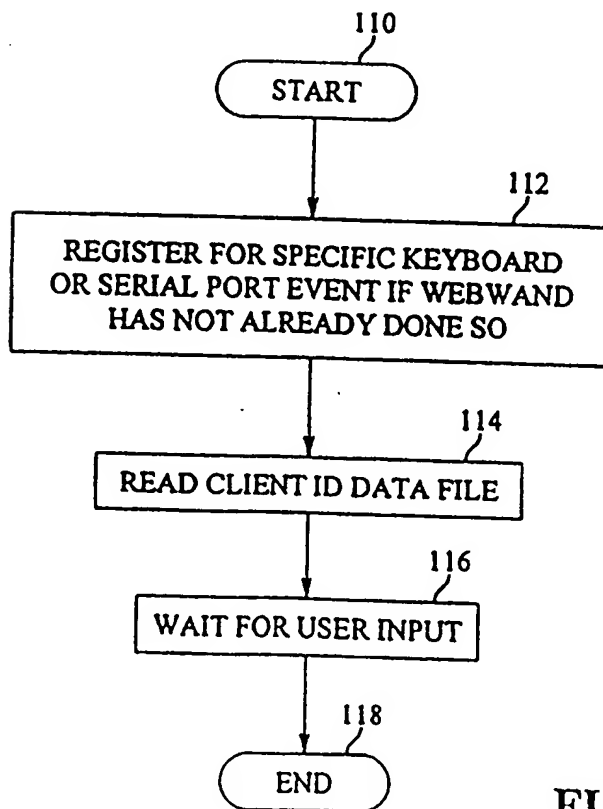 110
START
112
REGISTER FOR SPECIFIC KEYBOARD
OR SERIAL PORT EVENT IF WEBWAND
HAS NOT ALREADY DONE SO
114
READ CLIENT ID DATA FILE
116
WAIT FOR USER INPUT
118
END